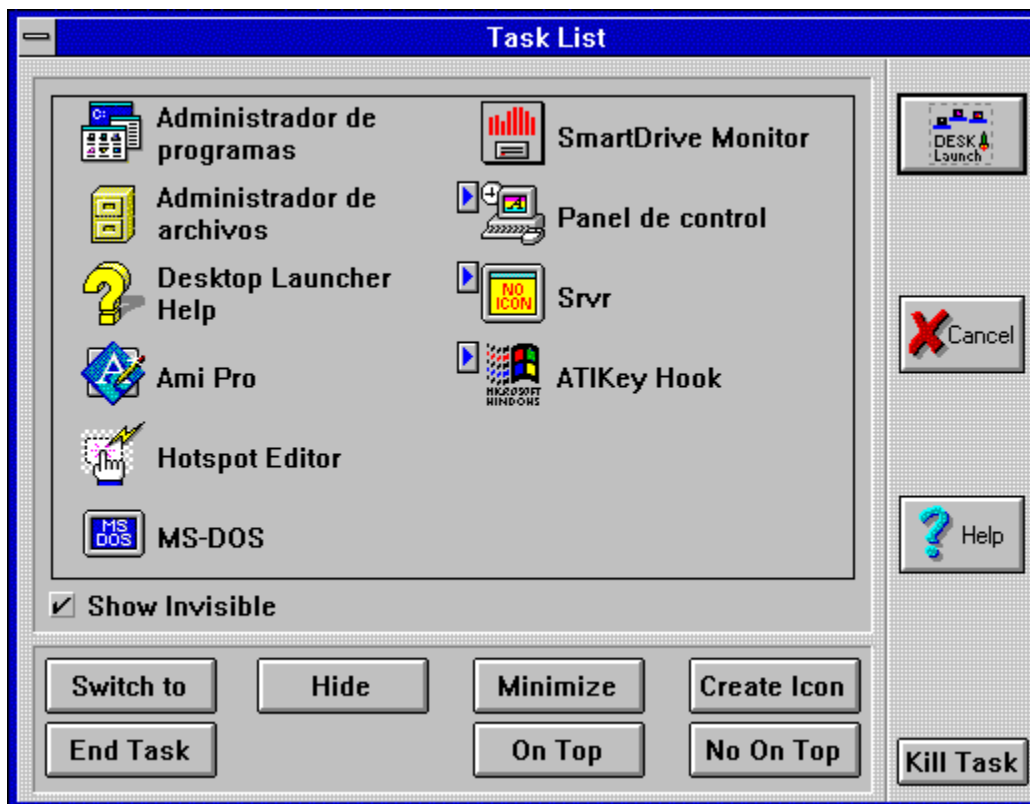 Task List
C:
Administrador de
programas
Administrador de
archivos
Desktop Launcher
Help
Ami Pro
Hotspot Editor
MS
DOS
MS-DOS
SmartDrive Monitor
A
Panel de control
NO
ICON
Srvr
MICROSOFT
WINDOWS
ATIKey Hook
Show Invisible
Switch to
Hide
Minimize
Create Icon
End Task
On Top
No On Top
DESK
Launch
Cancel
Help
Kill Task